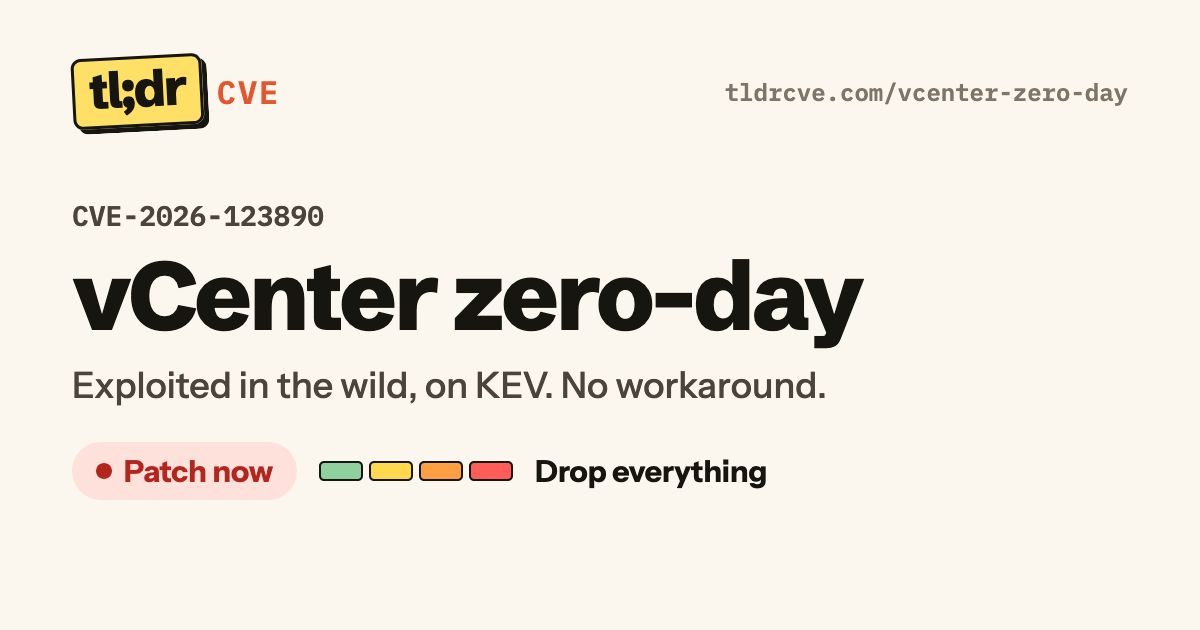 tl;dr CVE
tldrcve.com/vcenter-zero-day
CVE-2026-123890
vCenter zero-day
Exploited in the wild, on KEV. No workaround.
Patch now
Drop everything